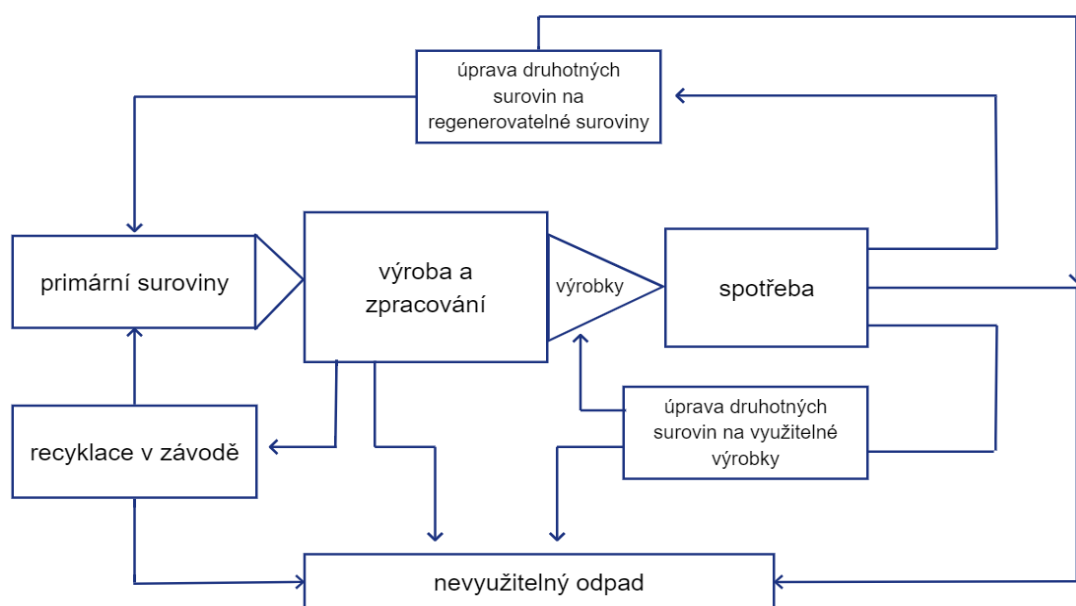 úprava druhotných
surovin na
regenerovatelné suroviny
primární suroviny
výroba a
zpracování
výrobky
spotřeba
recyklace v závodě
úprava druhotných
surovin na využitelné
výrobky
nevyužitelný odpad